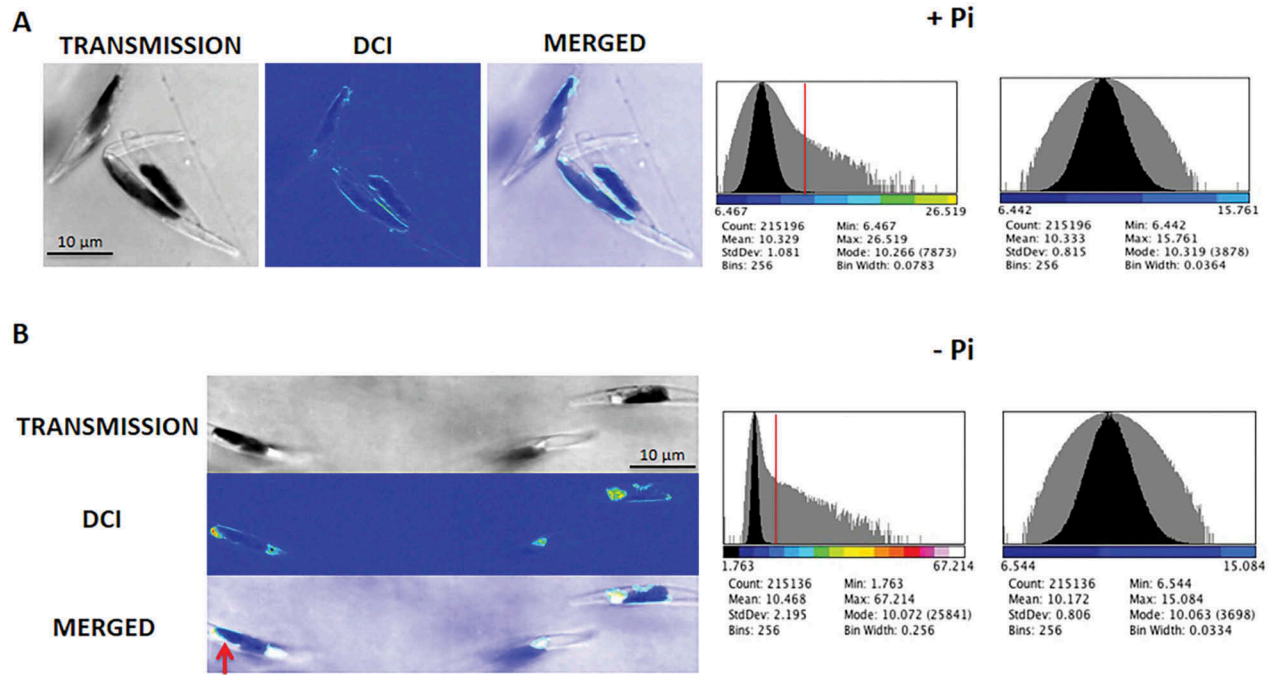 A
+ Pi
TRANSMISSION DCI MERGED
10 µm
6.467 26.519
Count: 215196 Min: 6.467
Mean: 10.329 Max: 26.519
StdDev: 1.081 Mode: 10.266 (7873)
Bins: 256 Bin Width: 0.0783
6.442 15.761
Count: 215196 Min: 6.442
Mean: 10.333 Max: 15.761
StdDev: 0.815 Mode: 10.319 (3878)
Bins: 256 Bin Width: 0.0364
B
- Pi
TRANSMISSION
10 µm
DCI
MERGED
1.763 67.214
Count: 215136 Min: 1.763
Mean: 10.468 Max: 67.214
StdDev: 2.195 Mode: 10.072 (25841)
Bins: 256 Bin Width: 0.256
6.544 15.084
Count: 215136 Min: 6.544
Mean: 10.172 Max: 15.084
StdDev: 0.806 Mode: 10.063 (3698)
Bins: 256 Bin Width: 0.0334